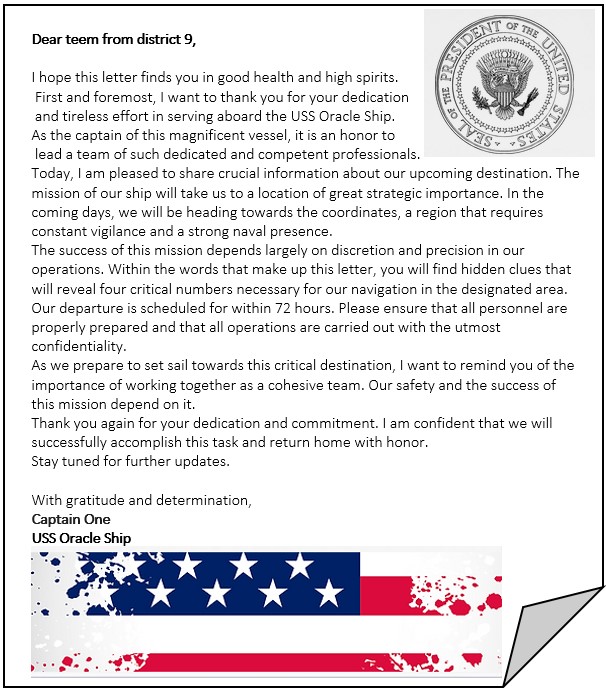 Dear teem from district 9,
SEAL OF THE PRESIDENT OF THE UNITED STATES
I hope this letter finds you in good health and high spirits.
First and foremost, I want to thank you for your dedication
and tireless effort in serving aboard the USS Oracle Ship.
As the captain of this magnificent vessel, it is an honor to
lead a team of such dedicated and competent professionals.
Today, I am pleased to share crucial information about our upcoming destination. The
mission of our ship will take us to a location of great strategic importance. In the
coming days, we will be heading towards the coordinates, a region that requires
constant vigilance and a strong naval presence.
The success of this mission depends largely on discretion and precision in our
operations. Within the words that make up this letter, you will find hidden clues that
will reveal four critical numbers necessary for our navigation in the designated area.
Our departure is scheduled for within 72 hours. Please ensure that all personnel are
properly prepared and that all operations are carried out with the utmost
confidentiality.
As we prepare to set sail towards this critical destination, I want to remind you of the
importance of working together as a cohesive team. Our safety and the success of
this mission depend on it.
Thank you again for your dedication and commitment. I am confident that we will
successfully accomplish this task and return home with honor.
Stay tuned for further updates.
With gratitude and determination,
Captain One
USS Oracle Ship